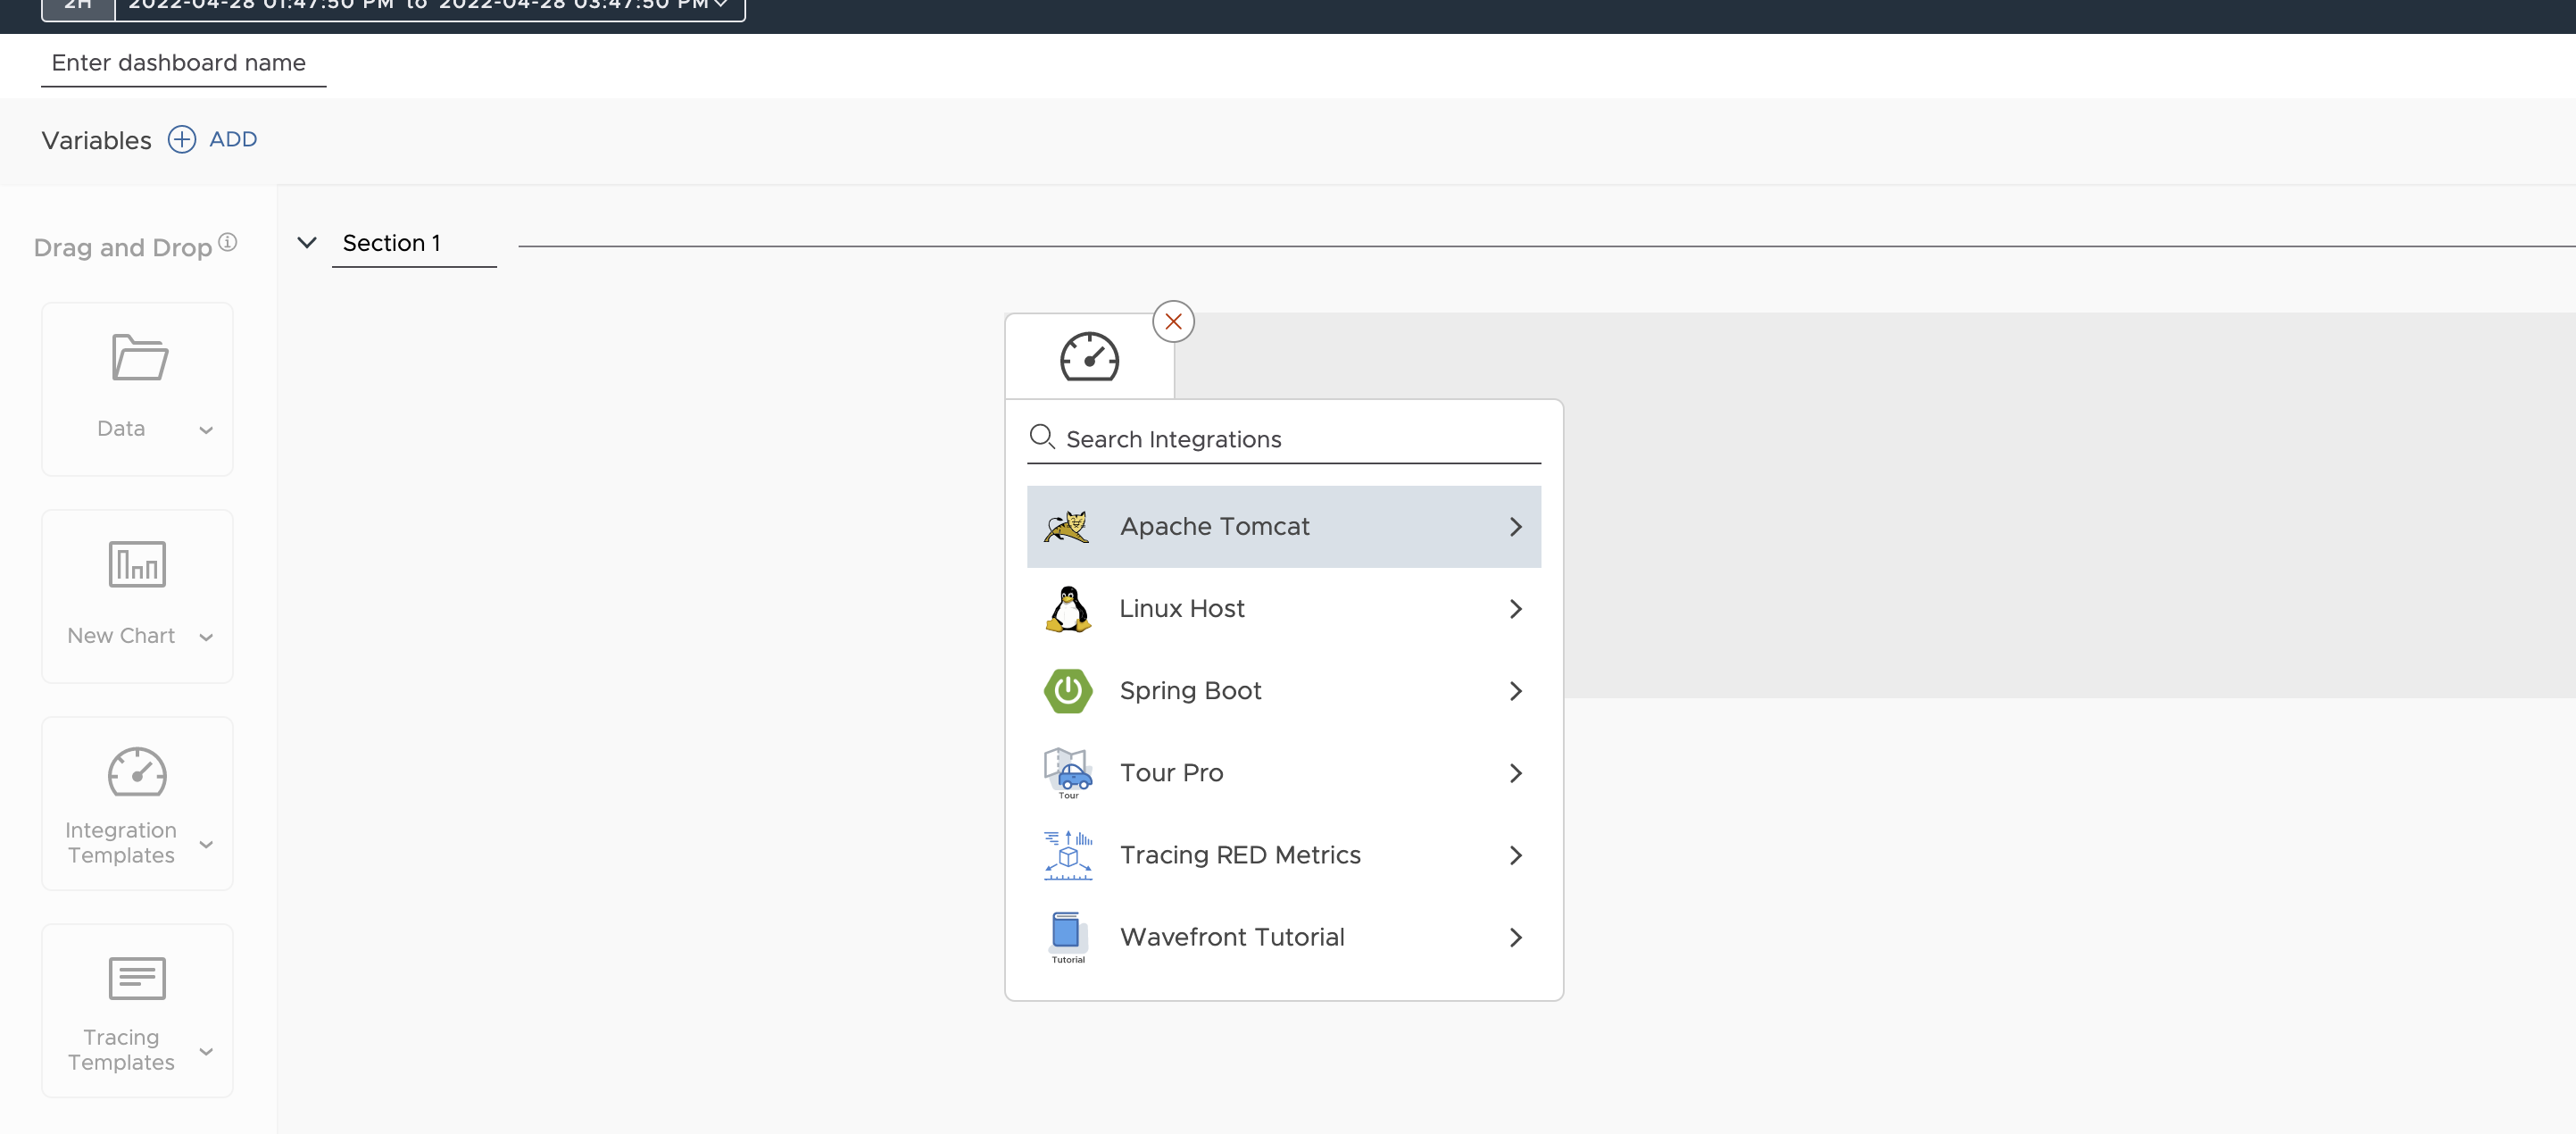 2H 2022-04-28 01:47:50 PM to 2022-04-28 03:47:50 PM
Enter dashboard name
Variables ADD
Drag and Drop
Section 1
Data
New Chart
Integration
Templates
Tracing
Templates
Search Integrations
Apache Tomcat
Linux Host
Spring Boot
Tour Pro
Tour
Tracing RED Metrics
Wavefront Tutorial
Tutorial